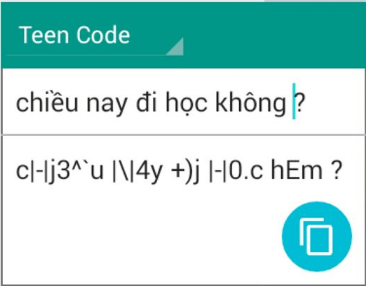 Teen Code
chiều nay đi học không ?
c|-|j3^`u |\|4y +)j |-|0.c hEm ?